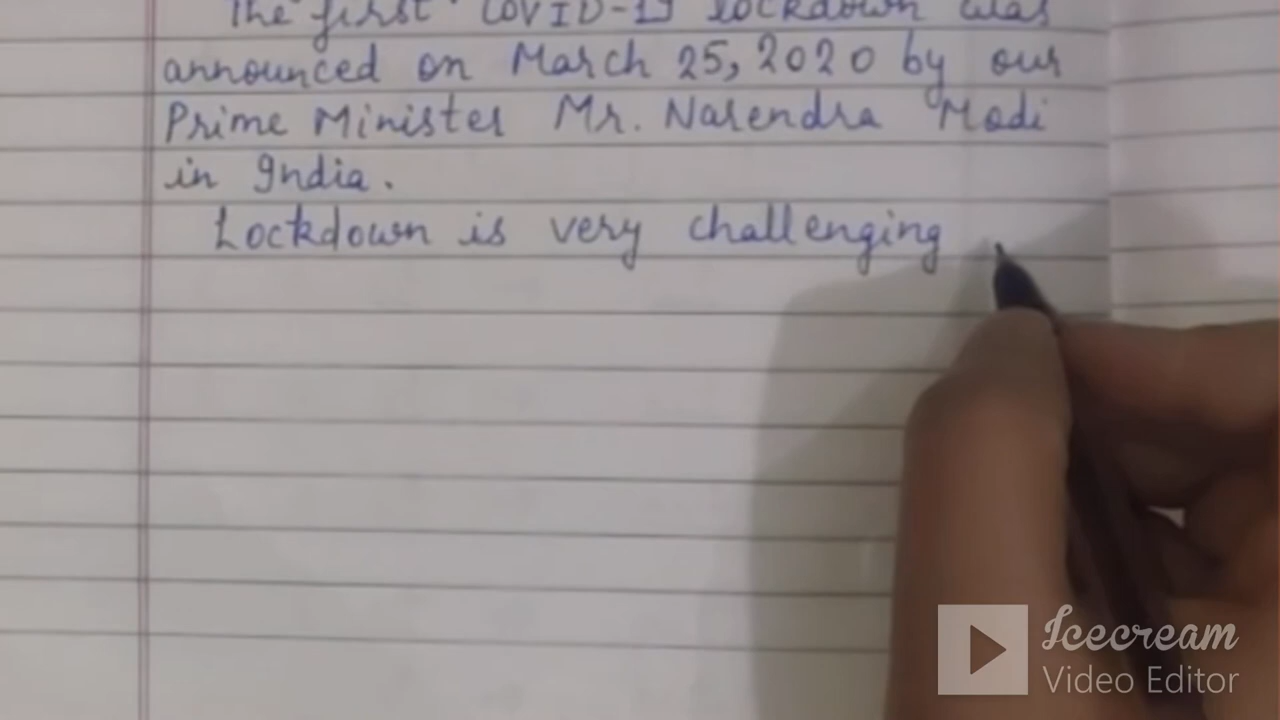 The first COVID-19 lockdown was
announced on March 25, 2020 by our
Prime Minister Mr. Narendra Modi
in India.
Lockdown is very challenging
Icecream
Video Editor